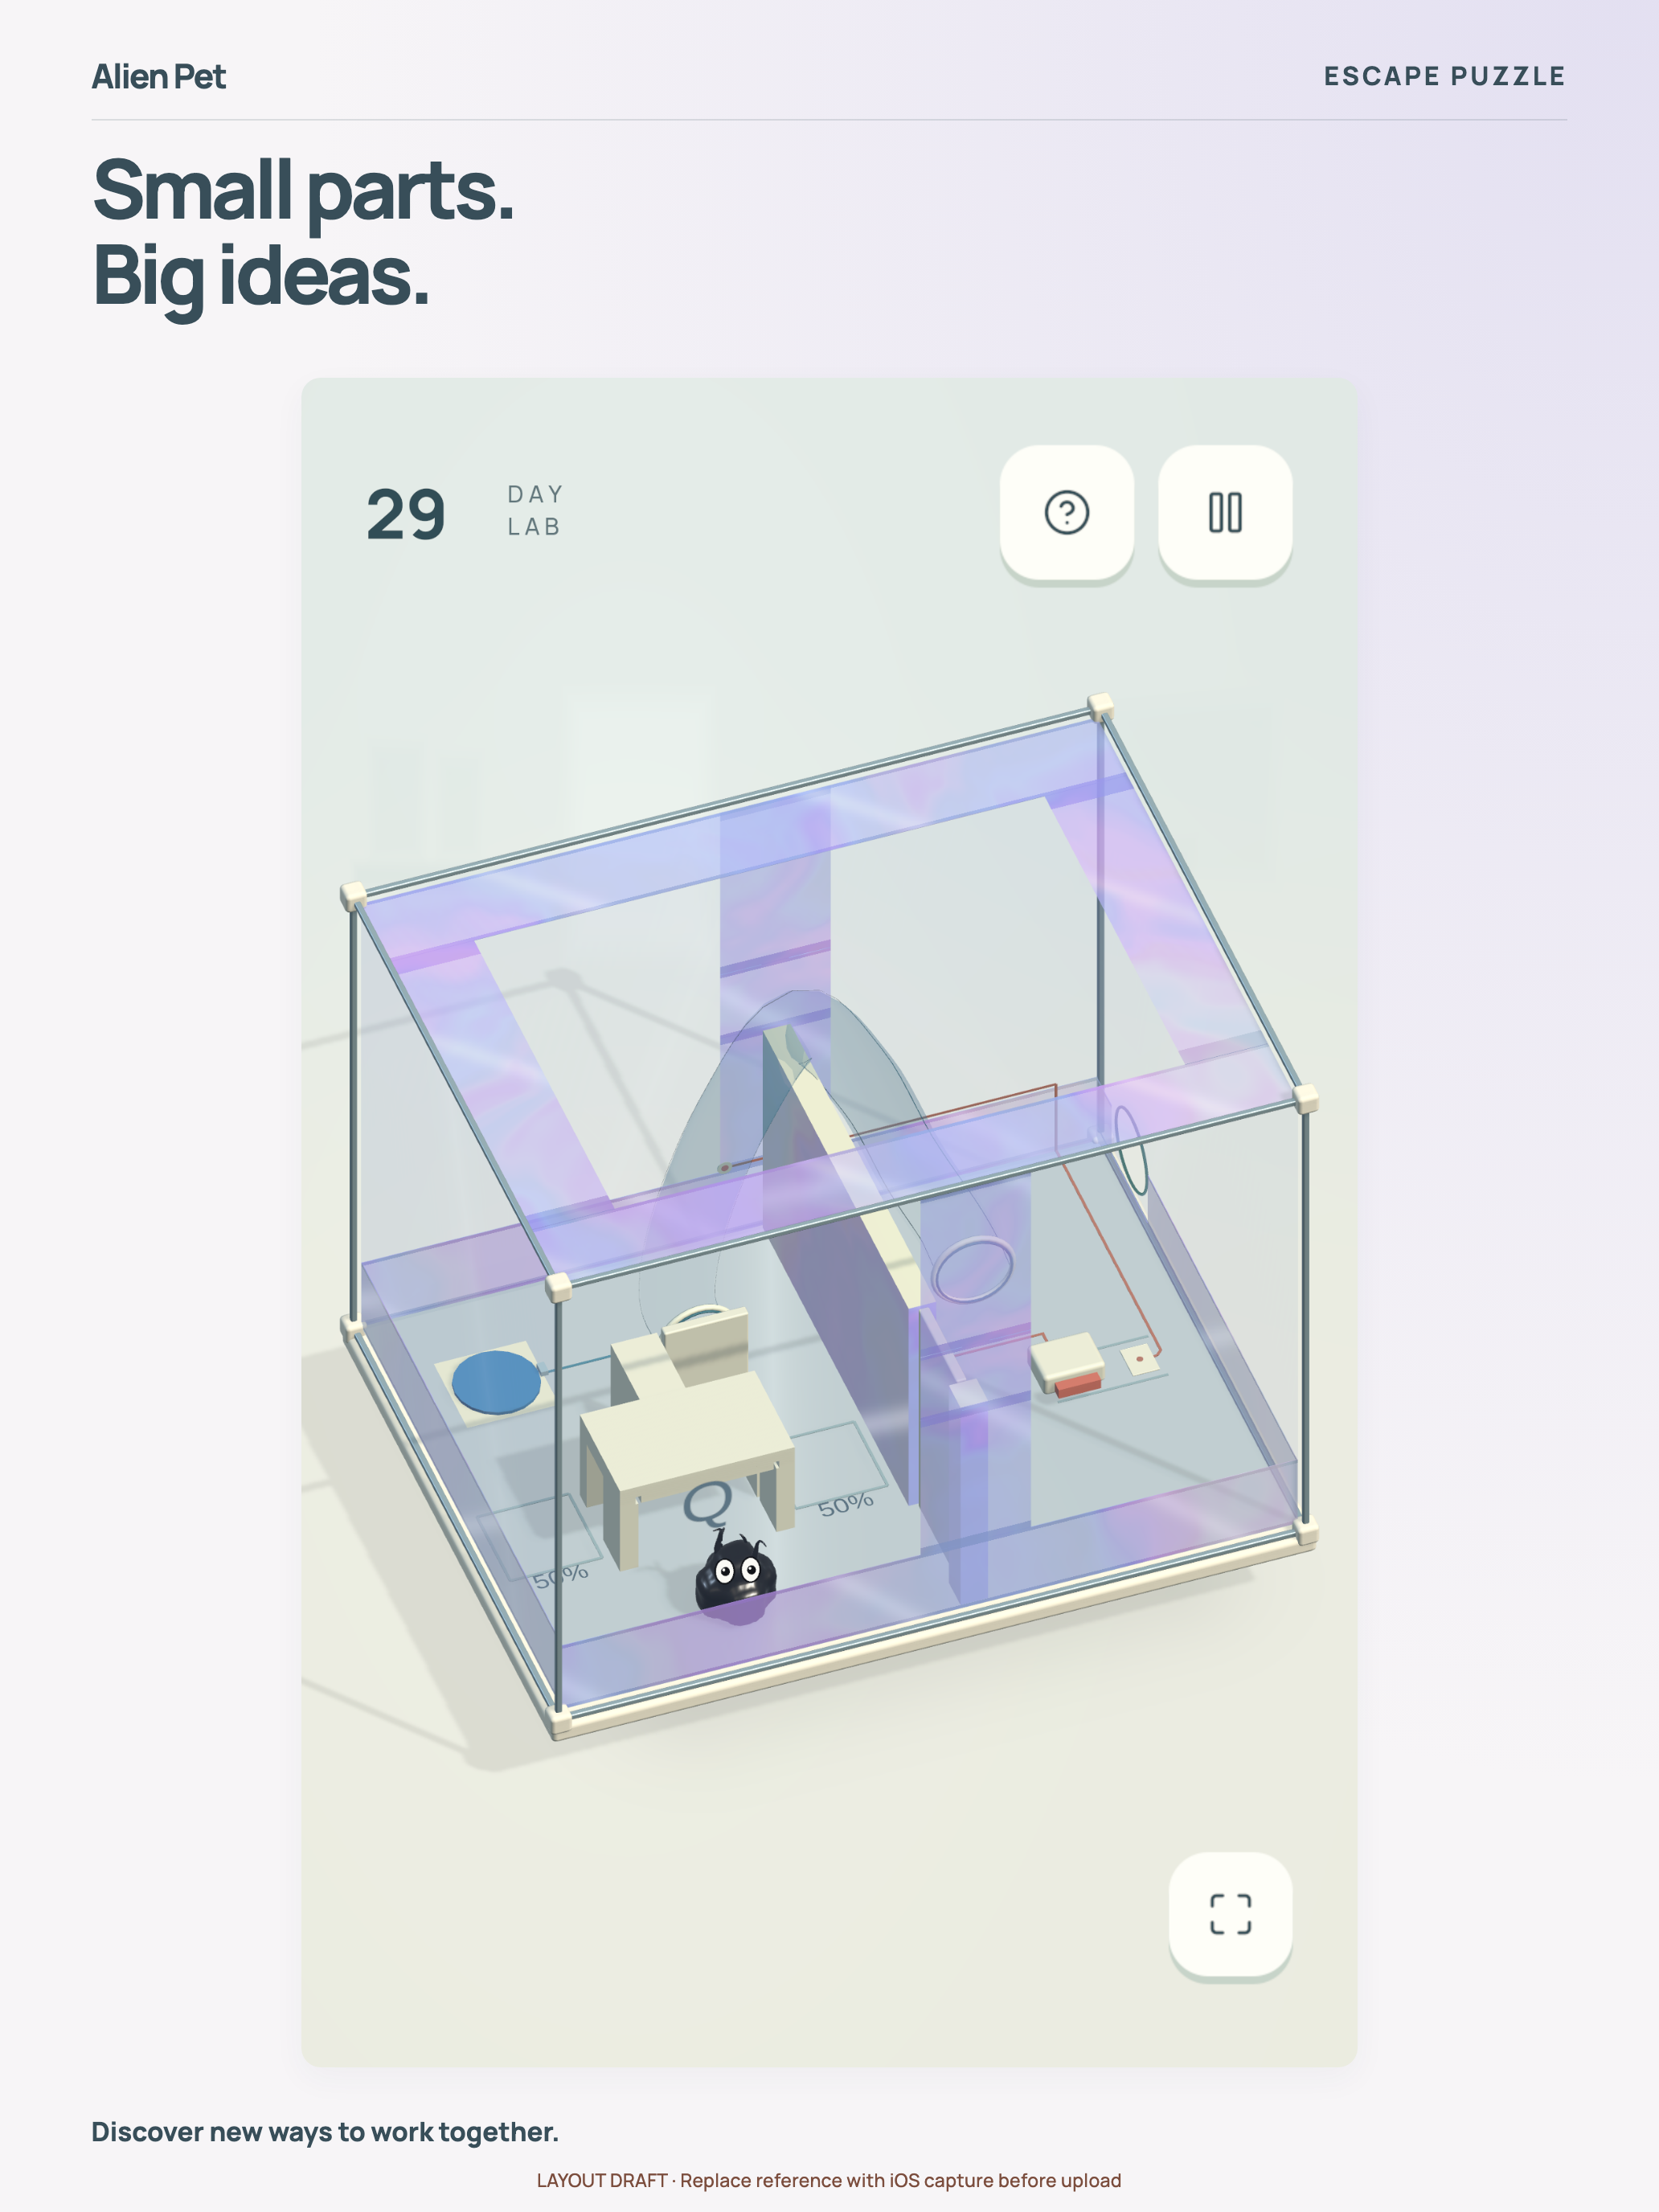 Alien Pet
ESCAPE PUZZLE
Small parts.
Big ideas.
29
DAY
LAB
Q
50%
50%
Discover new ways to work together.
LAYOUT DRAFT · Replace reference with iOS capture before upload